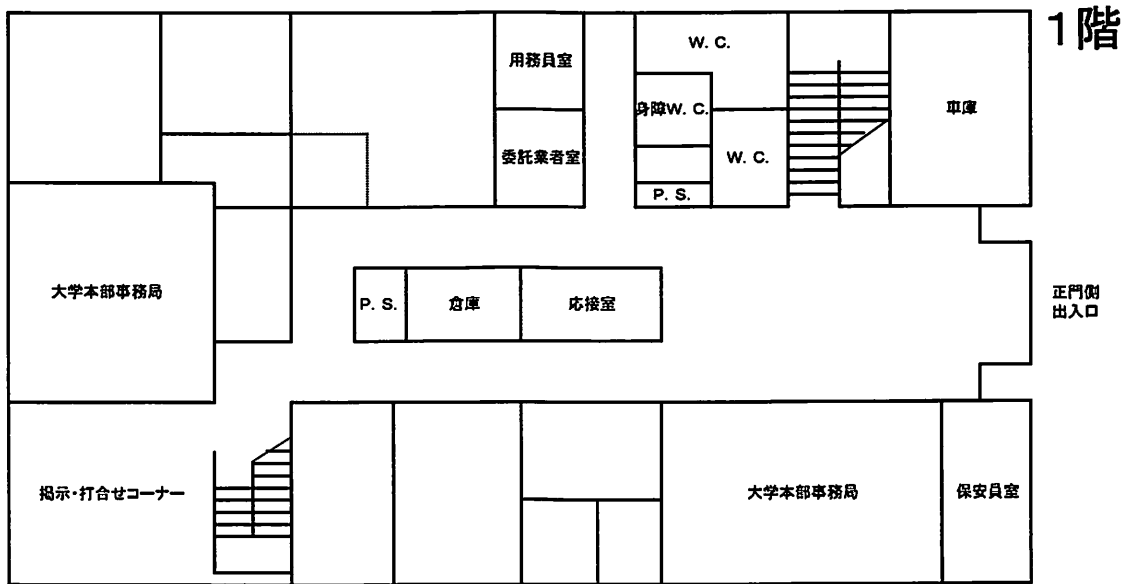 1階
用務員室
W. C.
身障W. C.
車庫
委託業者室
W. C.
P. S.
大学本部事務局
P. S.
倉庫
応接室
正門側
出入口
掲示・打合せコーナー
大学本部事務局
保安員室